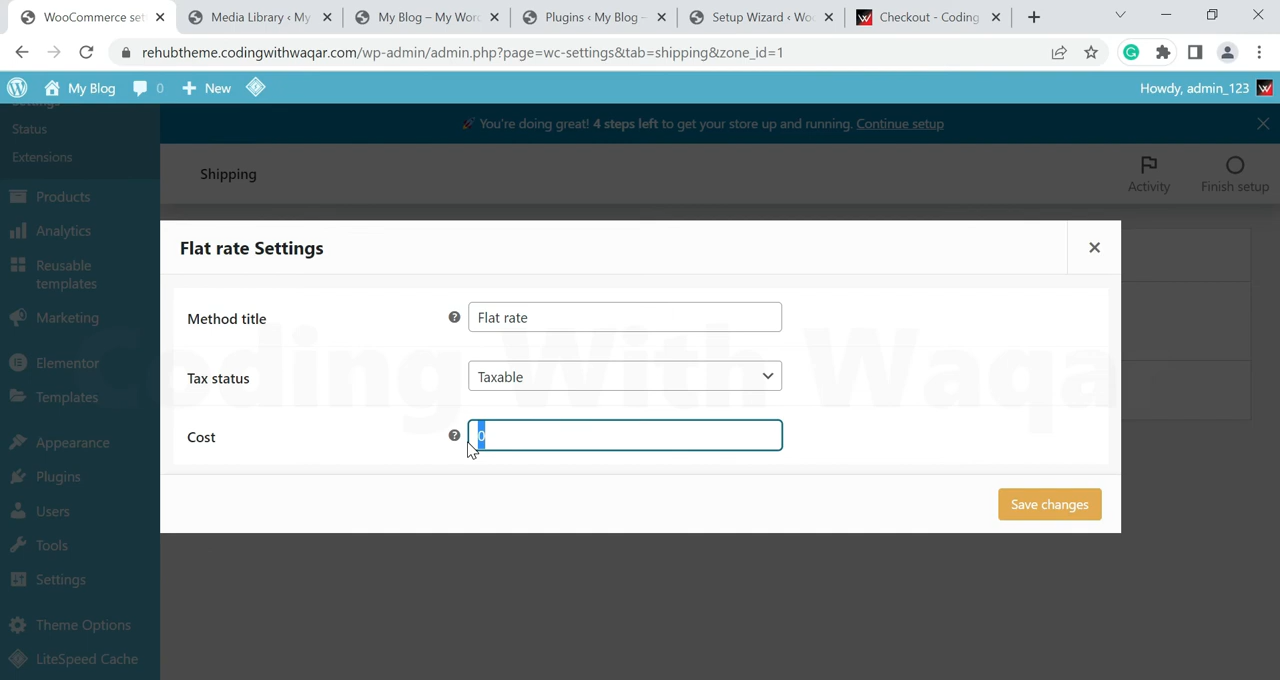 WooCommerce set
Media Library ‹ My
My Blog – My Wor
Plugins ‹ My Blog –
Setup Wizard ‹ Wo
Checkout - Coding
rehubtheme.codingwithwaqar.com/wp-admin/admin.php?page=wc-settings&tab=shipping&zone_id=1
My Blog
0
New
Howdy, admin_123
Settings
🚀 You're doing great! 4 steps left to get your store up and running. Continue setup
Status
Extensions
Products
Analytics
Reusable
templates
Marketing
Elementor
Templates
Appearance
Plugins
Users
Tools
Settings
Theme Options
LiteSpeed Cache
Shipping
Activity
Finish setup
Flat rate Settings
Method title
Flat rate
Tax status
Taxable
Cost
0
Save changes
Coding With Waqa